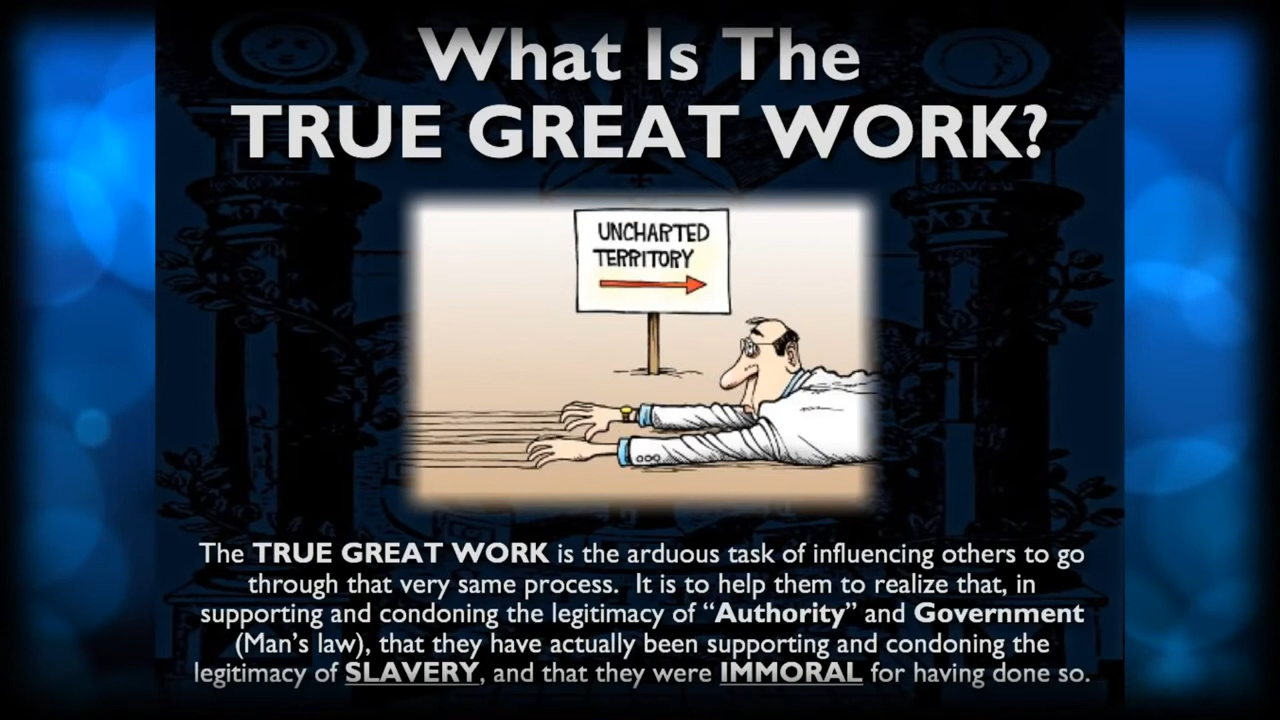 What Is The
TRUE GREAT WORK?
UNCHARTED
TERRITORY
The TRUE GREAT WORK is the arduous task of influencing others to go
through that very same process. It is to help them to realize that, in
supporting and condoning the legitimacy of “Authority” and Government
(Man’s law), that they have actually been supporting and condoning the
legitimacy of SLAVERY, and that they were IMMORAL for having done so.